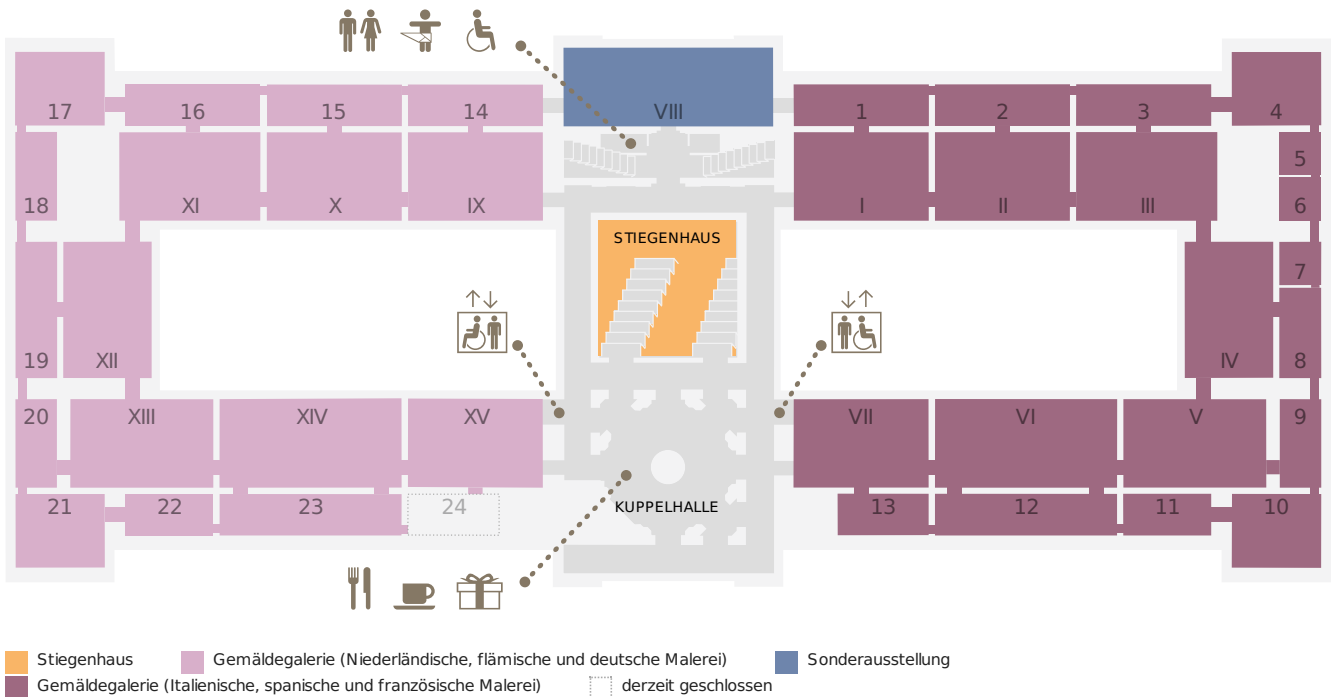 17
16
15
14
VIII
1
2
3
4
5
18
XI
X
IX
I
II
III
6
STIEGENHAUS
7
19
XII
IV
8
20
XIII
XIV
XV
VII
VI
V
9
21
22
23
24
KUPPELHALLE
13
12
11
10
Stiegenhaus
Gemäldegalerie (Niederländische, flämische und deutsche Malerei)
Sonderausstellung
Gemäldegalerie (Italienische, spanische und französische Malerei)
derzeit geschlossen